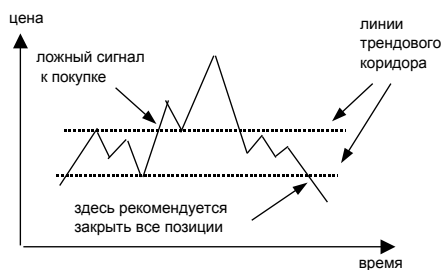 цена
линии
трендового
коридора
ложный сигнал
к покупке
здесь рекомендуется
закрыть все позиции
время